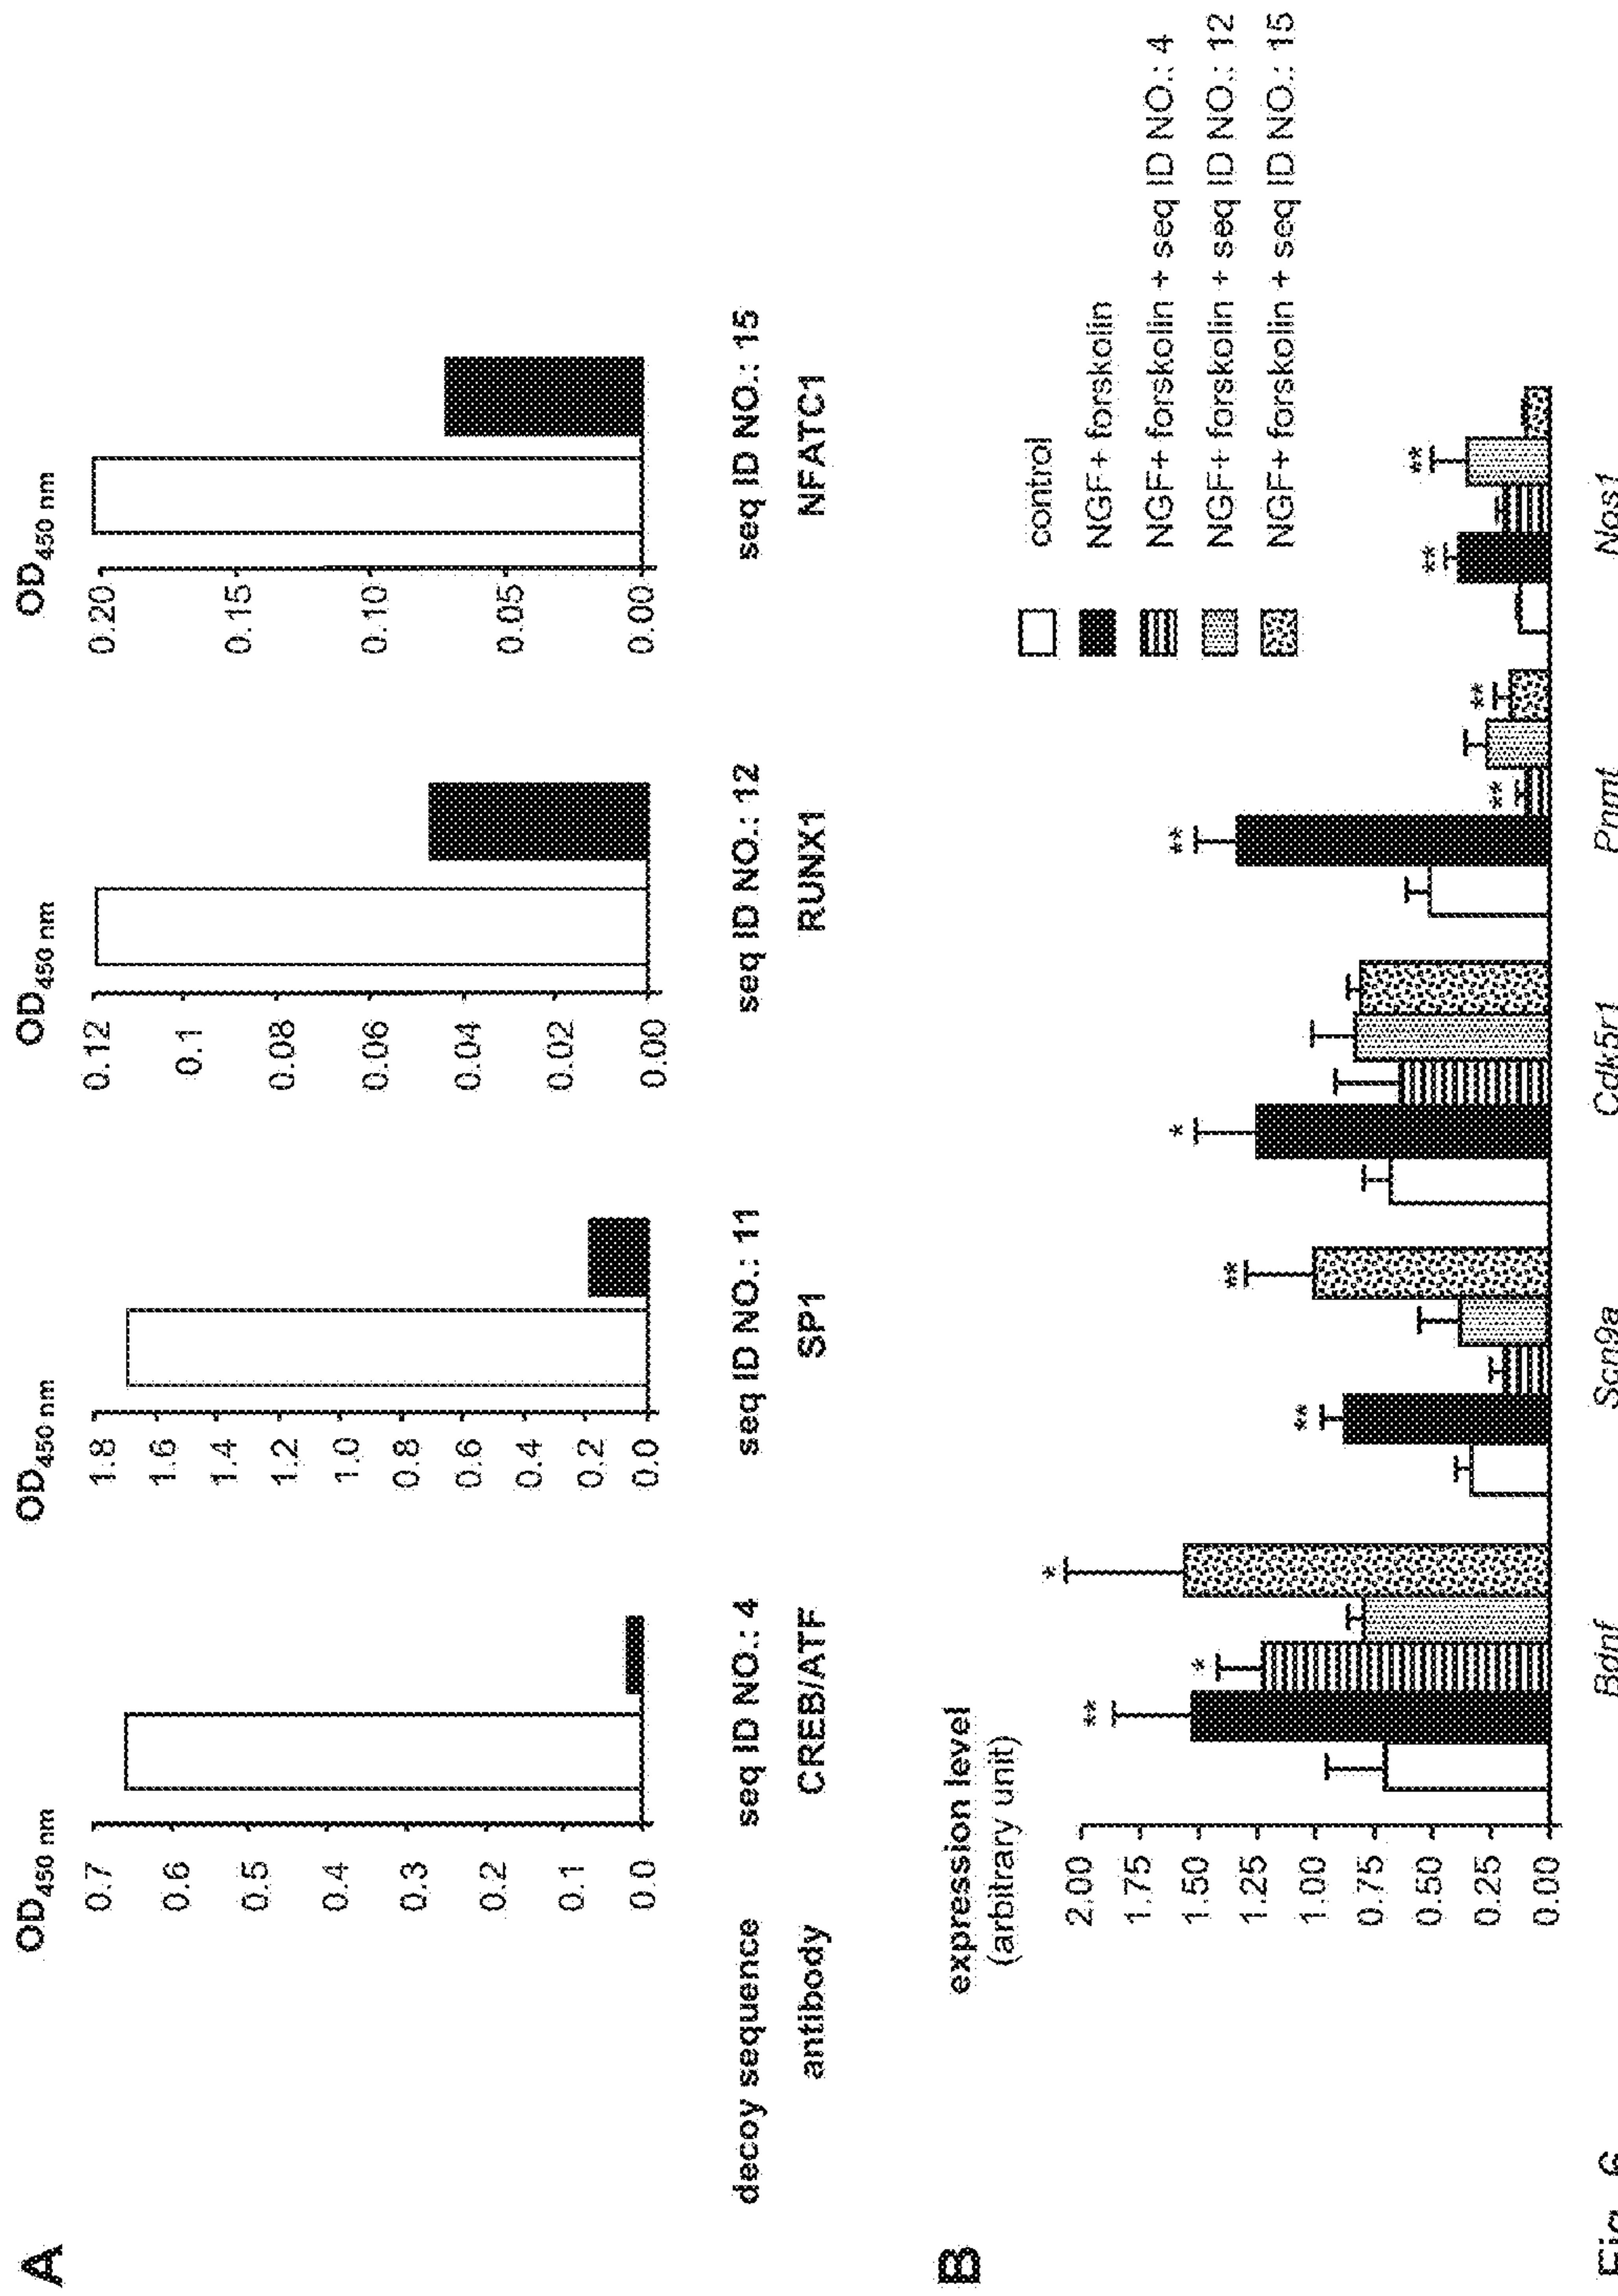 A
OD450 nm
0.7
0.6
0.5
0.4
0.3
0.2
0.1
0.0
OD450 nm
1.8
1.6
1.4
1.2
1.0
0.8
0.6
0.4
0.2
0.0
OD450 nm
0.12
0.1
0.08
0.06
0.04
0.02
0.00
OD450 nm
0.20
0.15
0.10
0.05
0.00
decoy sequence seq ID NO.: 4 seq ID NO.: 11 seq ID NO.: 12 seq ID NO.: 15
antibody CREB/ATF SP1 RUNX1 NFATC1
B
expression level
(arbitrary unit)
control
NGF+ forskolin
NGF+ forskolin + seq ID NO.: 4
NGF+ forskolin + seq ID NO.: 12
NGF+ forskolin + seq ID NO.: 15
2.00
1.75
1.50
1.25
1.00
0.75
0.50
0.25
0.00
** * *
** **
*
** ** **
** **
Bdnf Scn9a Cdk5r1 Pnmt Nos1
Fig. 6